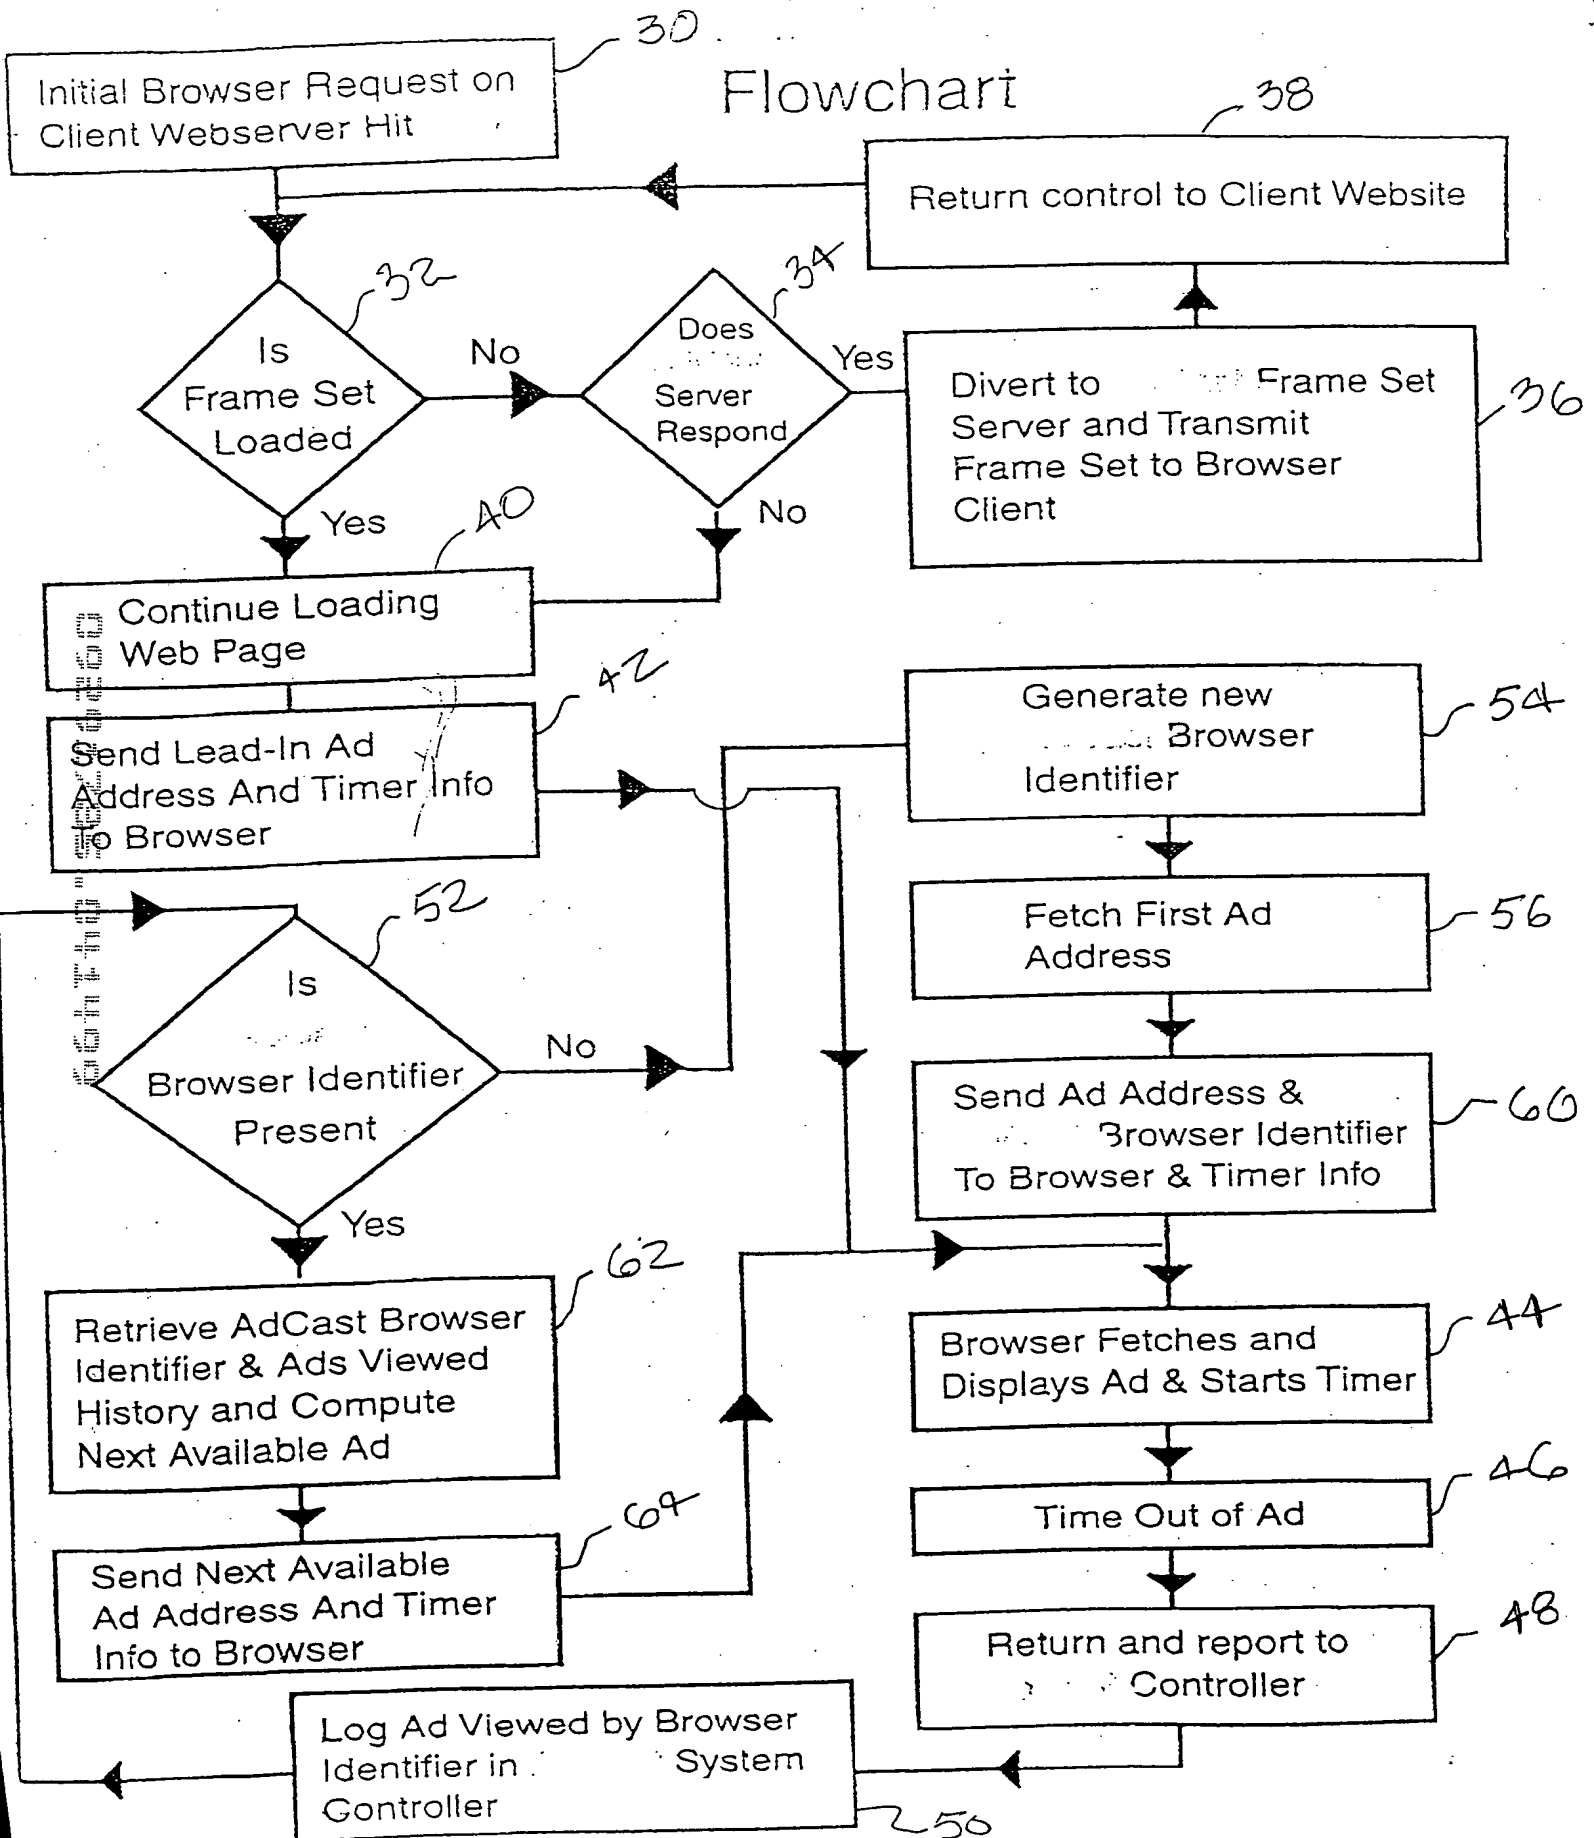 30
Flowchart
Initial Browser Request on
Client Webserver Hit
38
Return control to Client Website
32
34
Is
Frame Set
Loaded
No
Does
Server
Respond
Yes
Divert to Frame Set
Server and Transmit
Frame Set to Browser
Client
36
Yes
No
40
Continue Loading
Web Page
42
Send Lead-In Ad
Address And Timer Info
To Browser
Generate new
Browser
Identifier
54
52
Is
Browser Identifier
Present
No
Yes
Fetch First Ad
Address
56
Send Ad Address &
Browser Identifier
To Browser & Timer Info
60
62
Retrieve AdCast Browser
Identifier & Ads Viewed
History and Compute
Next Available Ad
Browser Fetches and
Displays Ad & Starts Timer
44
Time Out of Ad
46
64
Send Next Available
Ad Address And Timer
Info to Browser
Return and report to
Controller
48
Log Ad Viewed by Browser
Identifier in System
Controller
50